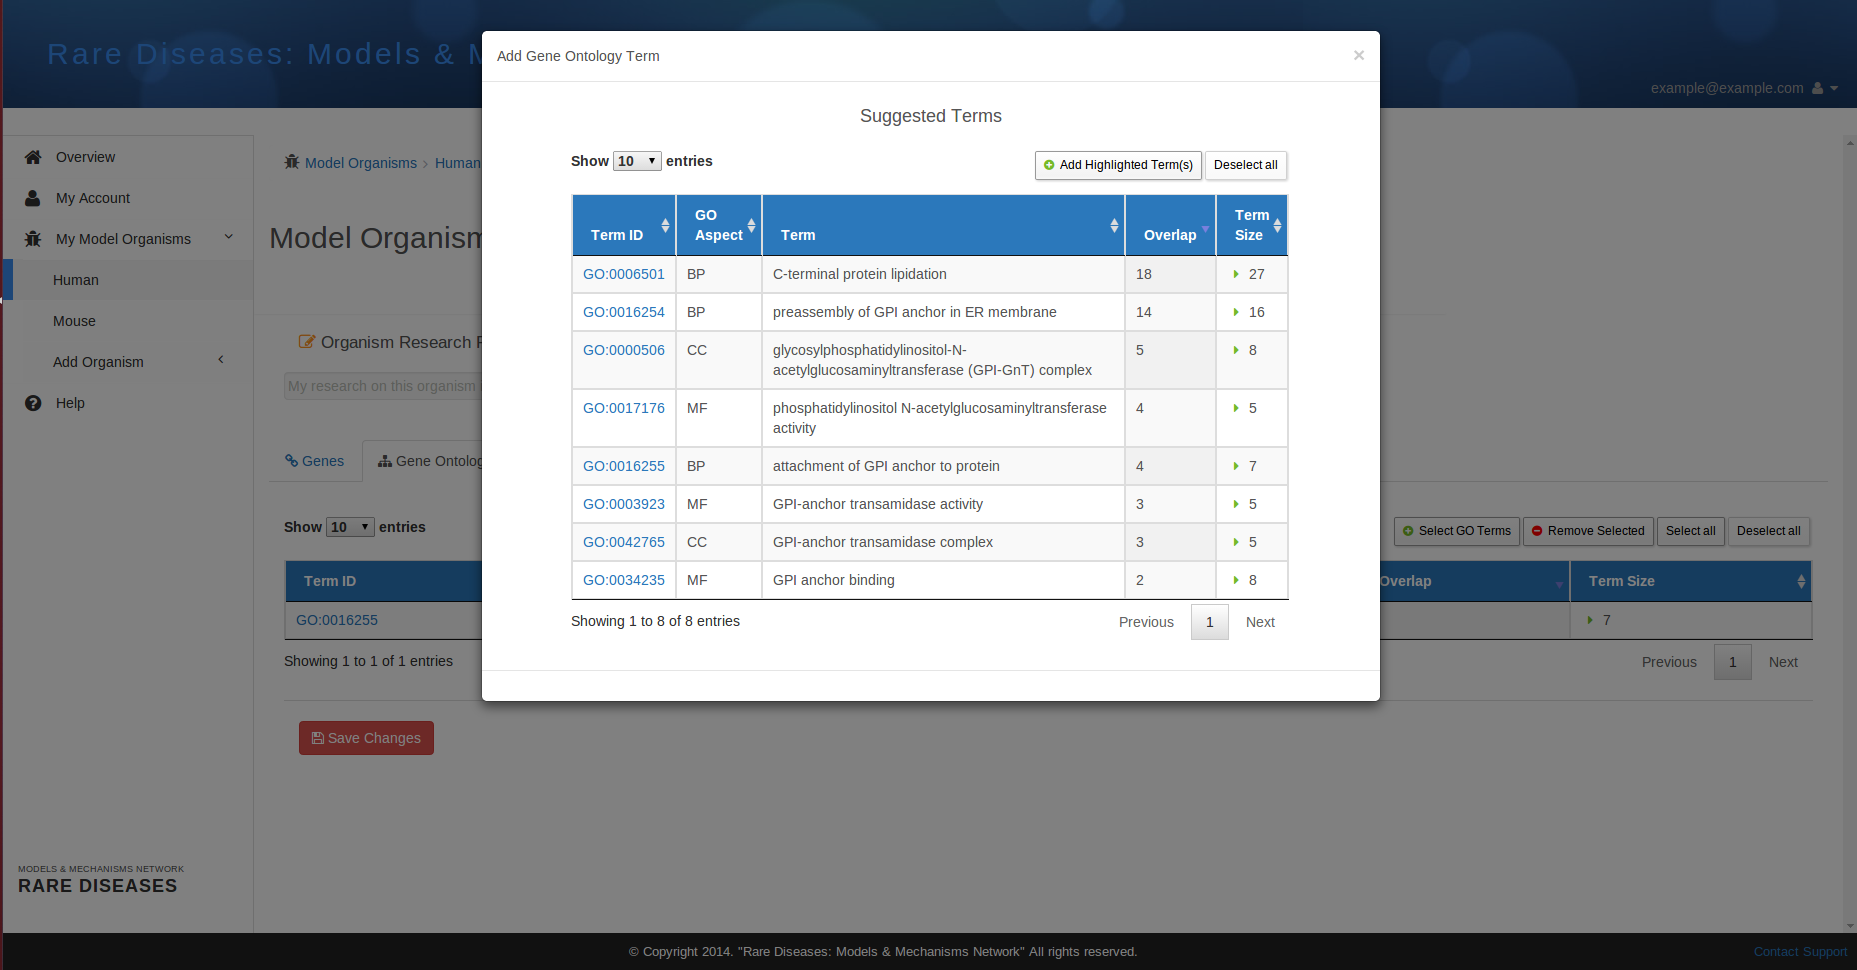 Rare Diseases: Models & M
example@example.com
Overview
My Account
My Model Organisms
Human
Mouse
Add Organism
Help
MODELS & MECHANISMS NETWORK
RARE DISEASES
Model Organisms > Human
Model Organism
Organism Research
My research on this organism
Genes
Gene Ontolog
Show 10 entries
Select GO Terms
Remove Selected
Select all
Deselect all
Term ID
Overlap
Term Size
GO:0016255
7
Showing 1 to 1 of 1 entries
Previous 1 Next
Save Changes
Add Gene Ontology Term
×
Suggested Terms
Show 10 entries
Add Highlighted Term(s)
Deselect all
Term ID
GO
Aspect
Term
Overlap
Term
Size
GO:0006501 BP C-terminal protein lipidation 18 27
GO:0016254 BP preassembly of GPI anchor in ER membrane 14 16
GO:0000506 CC glycosylphosphatidylinositol-N- 5 8
acetylglucosaminyltransferase (GPI-GnT) complex
GO:0017176 MF phosphatidylinositol N-acetylglucosaminyltransferase 4 5
activity
GO:0016255 BP attachment of GPI anchor to protein 4 7
GO:0003923 MF GPI-anchor transamidase activity 3 5
GO:0042765 CC GPI-anchor transamidase complex 3 5
GO:0034235 MF GPI anchor binding 2 8
Showing 1 to 8 of 8 entries
Previous 1 Next
© Copyright 2014. "Rare Diseases: Models & Mechanisms Network" All rights reserved.
Contact Support